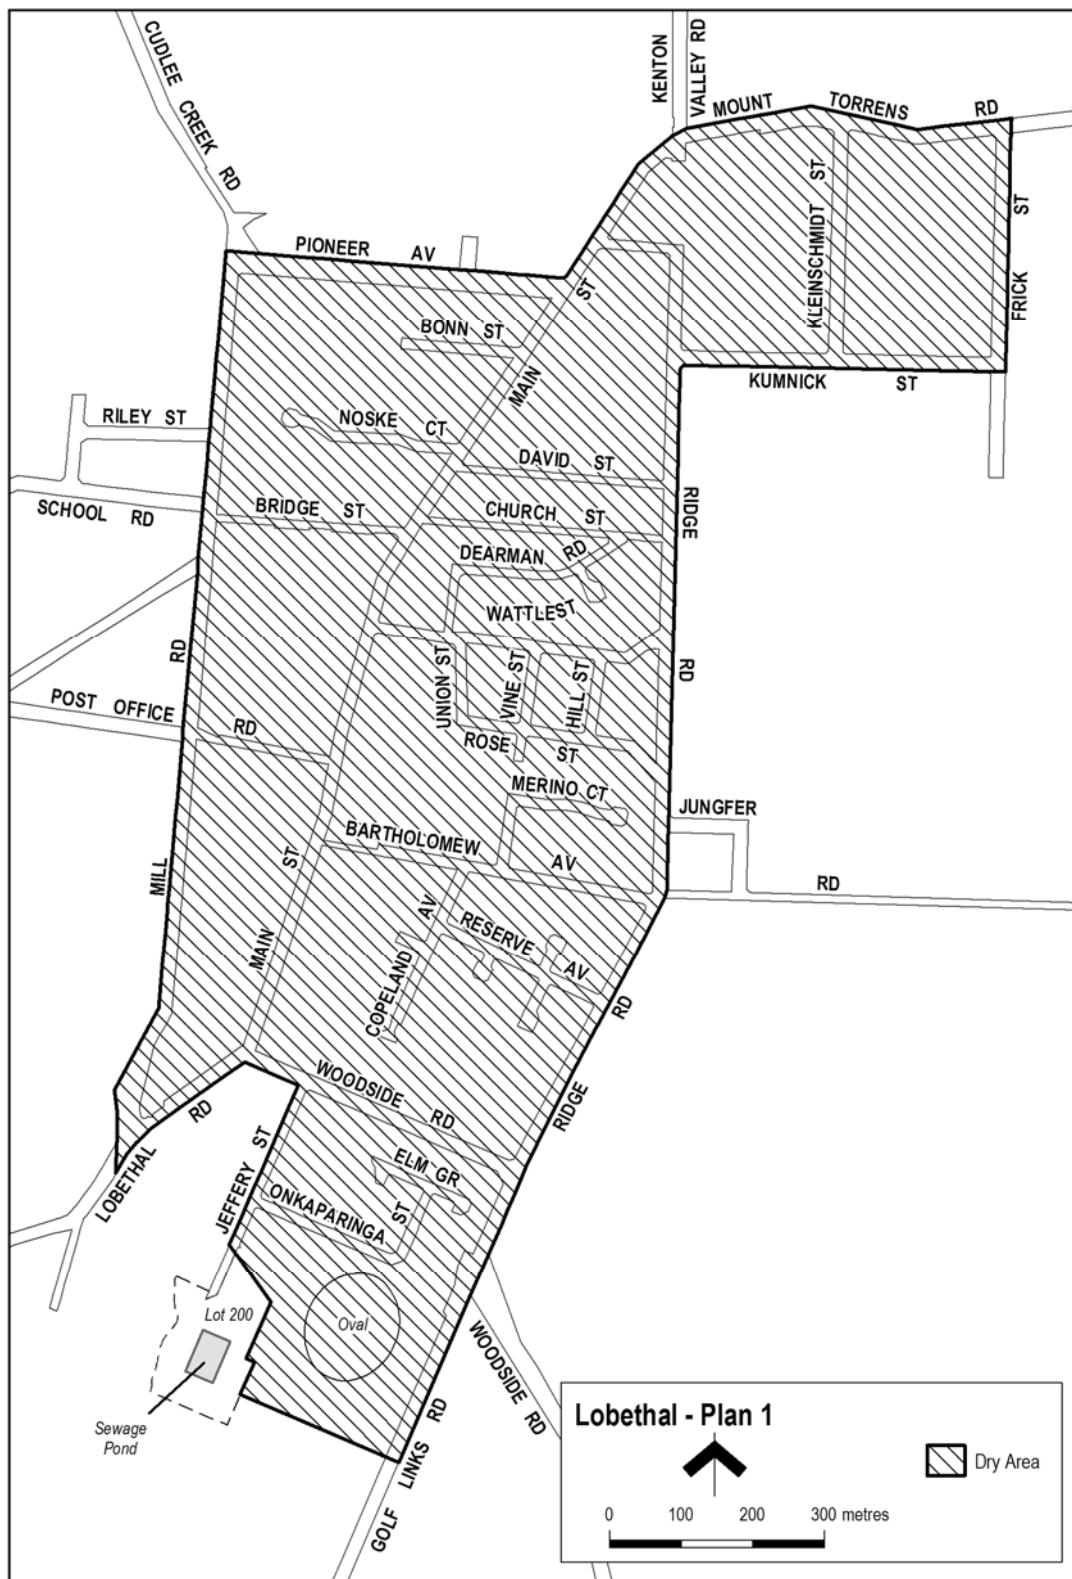 CUDLEE CREEK RD
KENTON
VALLEY RD
MOUNT TORRENS RD
PIONEER AV
KLEINSCHMIDT ST
FRICK ST
BONN ST
MAIN ST
KUMNICK ST
RILEY ST
NOSKE CT
DAVID ST
SCHOOL RD
BRIDGE ST
CHURCH ST
RIDGE RD
DEARMAN RD
WATTLE ST
UNION ST
VINE ST
HILL ST
POST OFFICE RD
ROSE ST
MERINO CT
JUNGFER RD
BARTHOLOMEW AV
MILL RD
MAIN ST
COPELAND AV
RESERVE AV
RIDGE RD
WOODSIDE RD
LOBETHAL RD
JEFFERY ST
ELM GR
ONKAPARINGA ST
Lot 200
Oval
Sewage
Pond
WOODSIDE RD
GOLF LINKS RD
Lobethal - Plan 1
Dry Area
0 100 200 300 metres